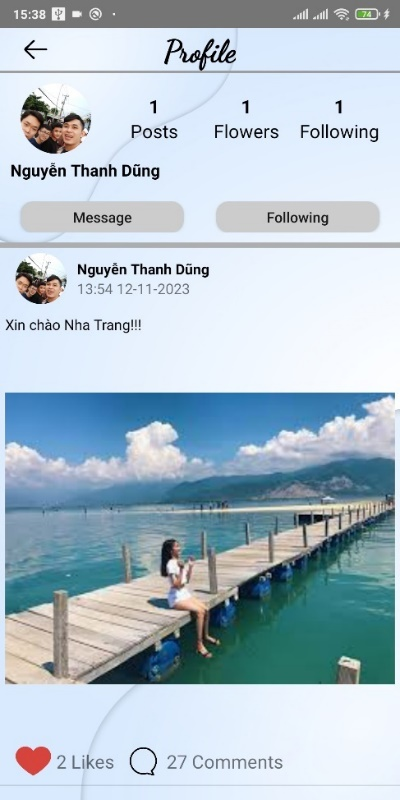 15:38
74
Profile
1 1 1
Posts Flowers Following
Nguyễn Thanh Dũng
Message Following
Nguyễn Thanh Dũng
13:54 12-11-2023
Xin chào Nha Trang!!!
2 Likes 27 Comments